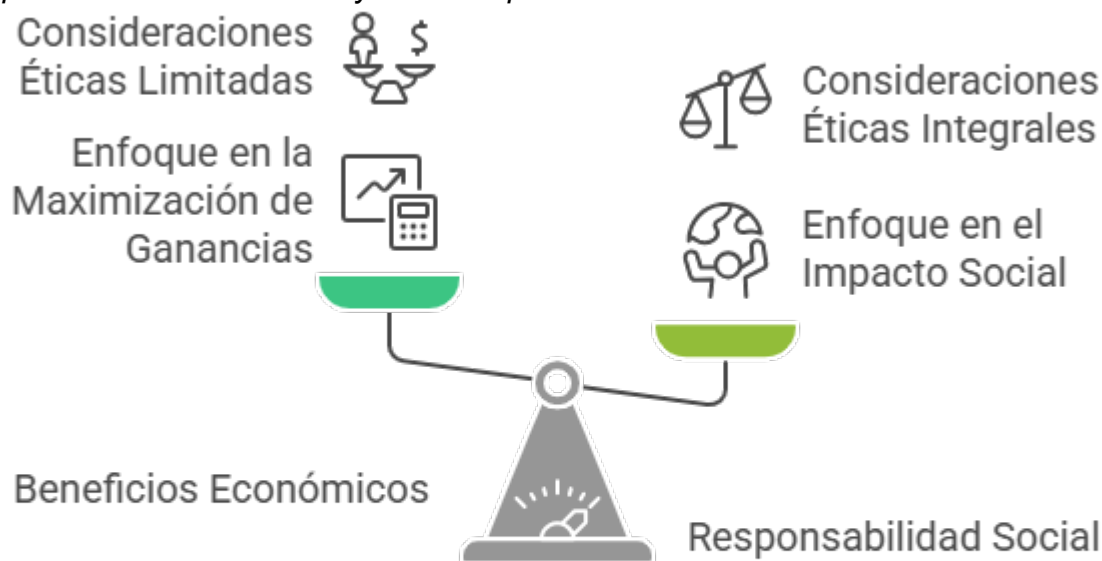 Consideraciones
Éticas Limitadas
$
Enfoque en la
Maximización de
Ganancias
Consideraciones
Éticas Integrales
Enfoque en el
Impacto Social
Beneficios Económicos
Responsabilidad Social